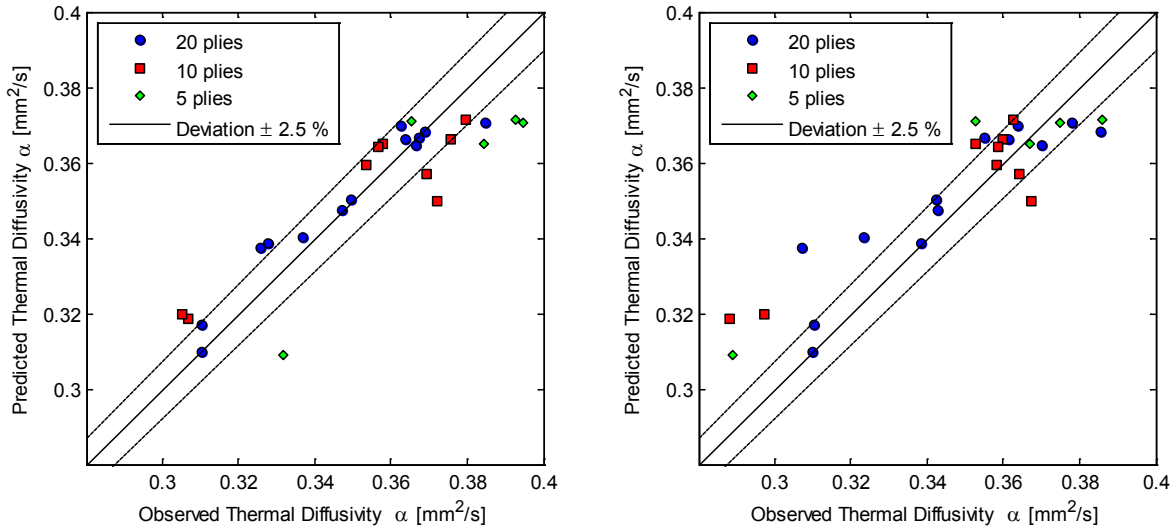 0.4
0.38
0.36
0.34
0.32
0.3
Predicted Thermal Diffusivity α [mm²/s]
20 plies
10 plies
5 plies
Deviation ± 2.5 %
0.3 0.32 0.34 0.36 0.38 0.4
Observed Thermal Diffusivity α [mm²/s]
0.4
0.38
0.36
0.34
0.32
0.3
Predicted Thermal Diffusivity α [mm²/s]
20 plies
10 plies
5 plies
Deviation ± 2.5 %
0.3 0.32 0.34 0.36 0.38 0.4
Observed Thermal Diffusivity α [mm²/s]